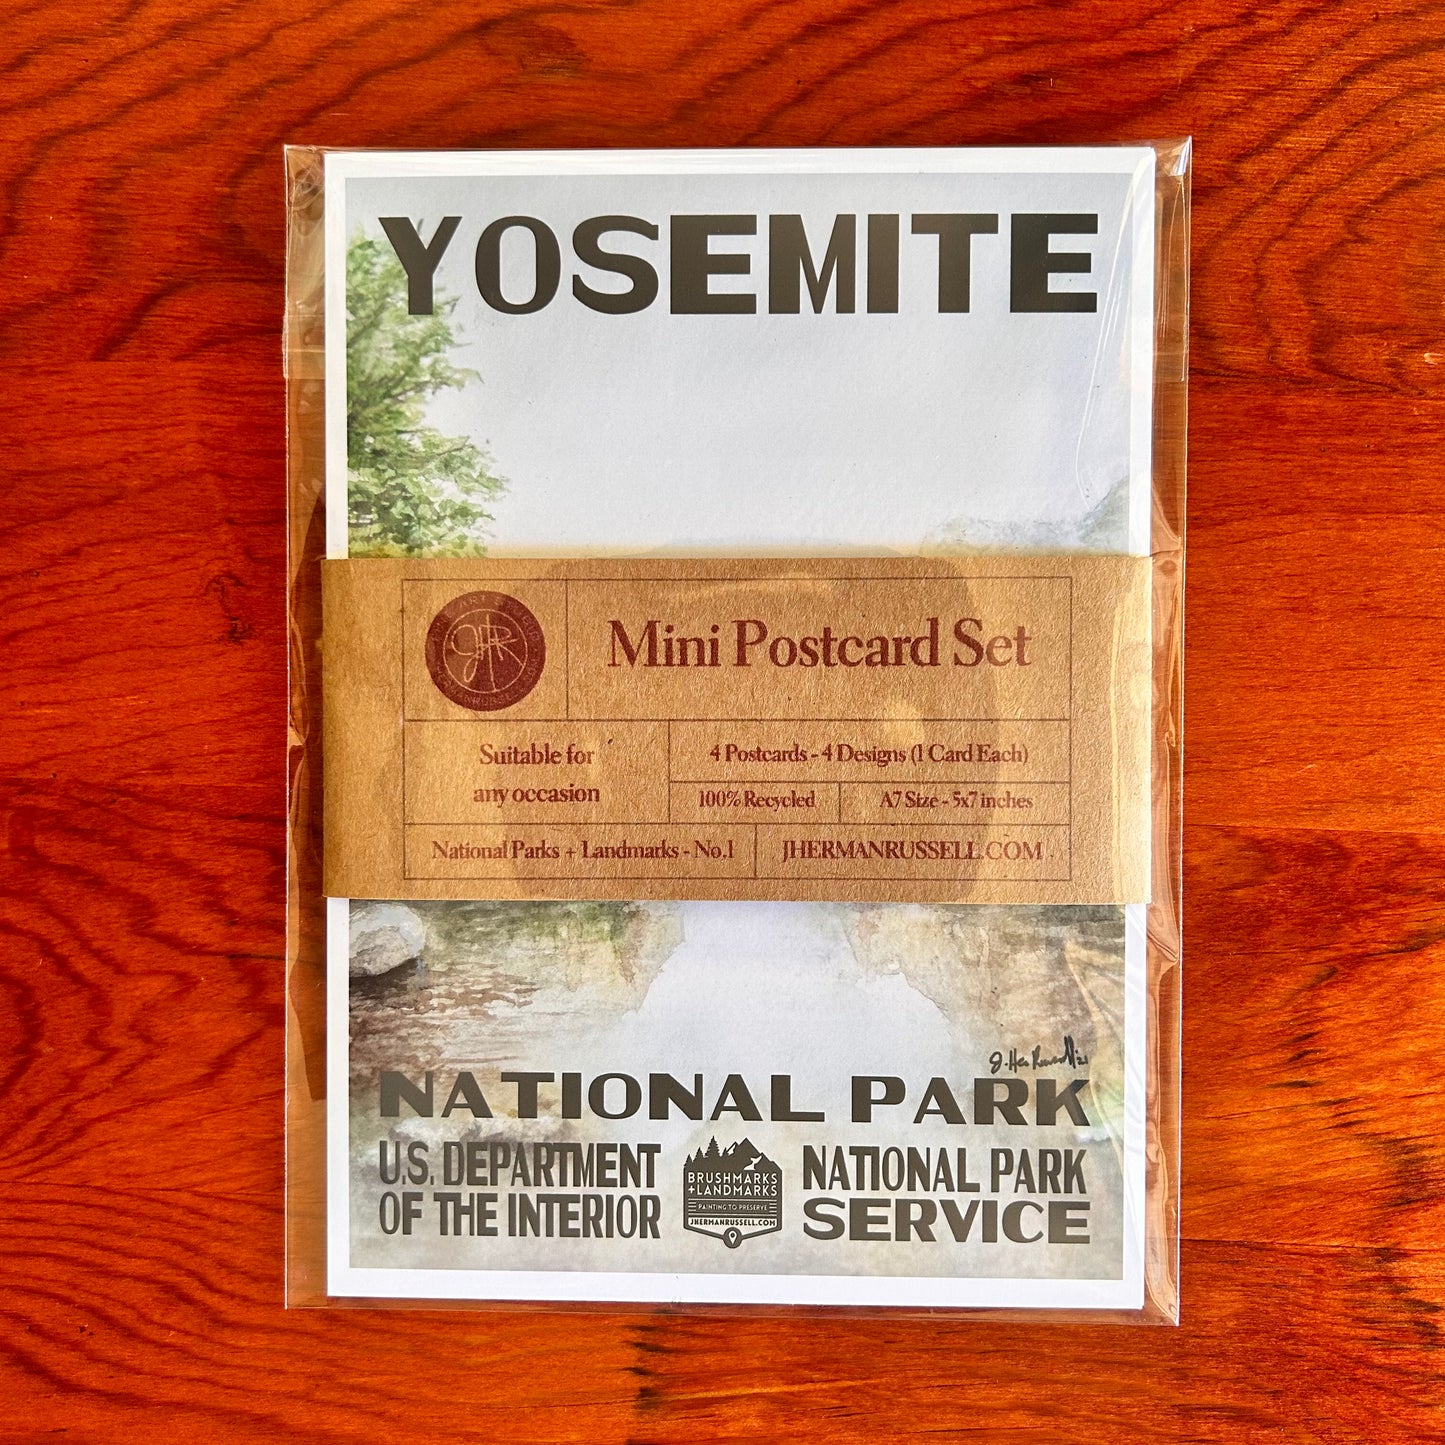 YOSEMITE
Mini Postcard Set
Suitable for
any occasion
4 Postcards - 4 Designs (1 Card Each)
100% Recycled
A7 Size - 5x7 inches
National Parks + Landmarks - No.1
JHERMANRUSSELL.COM
NATIONAL PARK
U.S. DEPARTMENT
OF THE INTERIOR
BRUSHMARKS
+LANDMARKS
PAINTING TO PRESERVE
JHERMANRUSSELL.COM
NATIONAL PARK
SERVICE